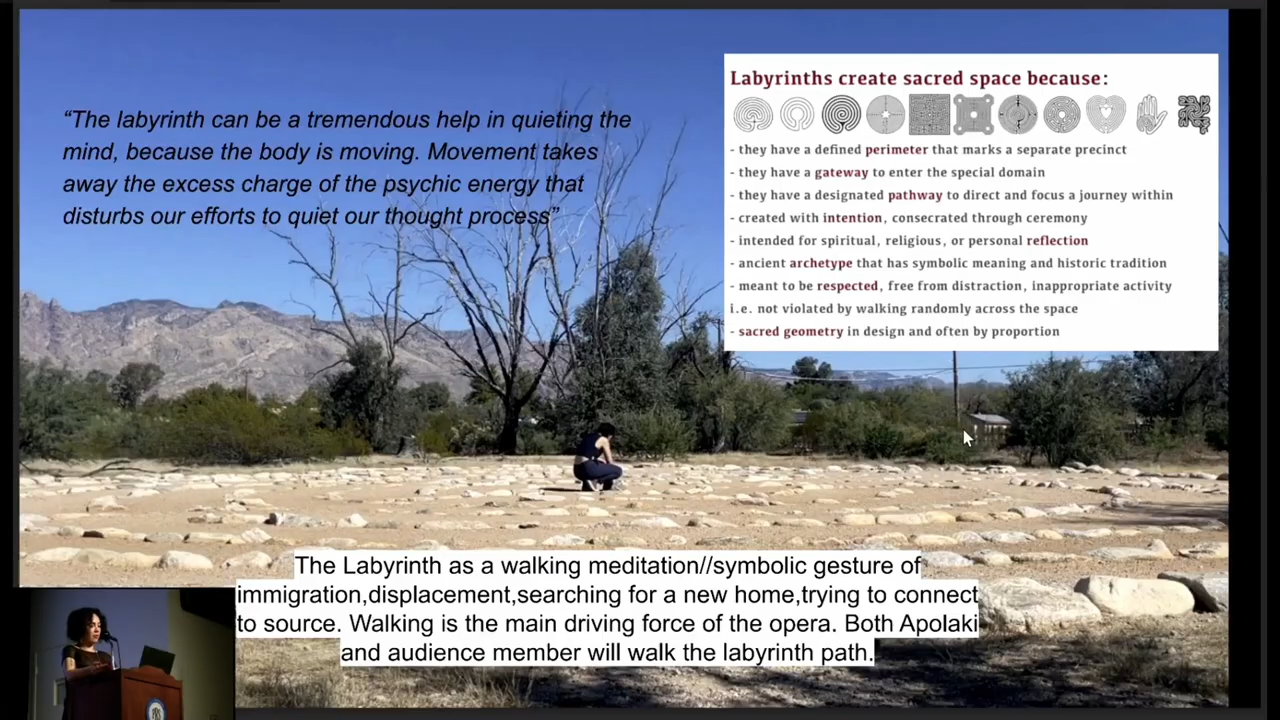 “The labyrinth can be a tremendous help in quieting the
mind, because the body is moving. Movement takes
away the excess charge of the psychic energy that
disturbs our efforts to quiet our thought process”
Labyrinths create sacred space because:
- they have a defined perimeter that marks a separate precinct
- they have a gateway to enter the special domain
- they have a designated pathway to direct and focus a journey within
- created with intention, consecrated through ceremony
- intended for spiritual, religious, or personal reflection
- ancient archetype that has symbolic meaning and historic tradition
- meant to be respected, free from distraction, inappropriate activity
i.e. not violated by walking randomly across the space
- sacred geometry in design and often by proportion
The Labyrinth as a walking meditation//symbolic gesture of
immigration,displacement,searching for a new home,trying to connect
to source. Walking is the main driving force of the opera. Both Apolaki
and audience member will walk the labyrinth path.